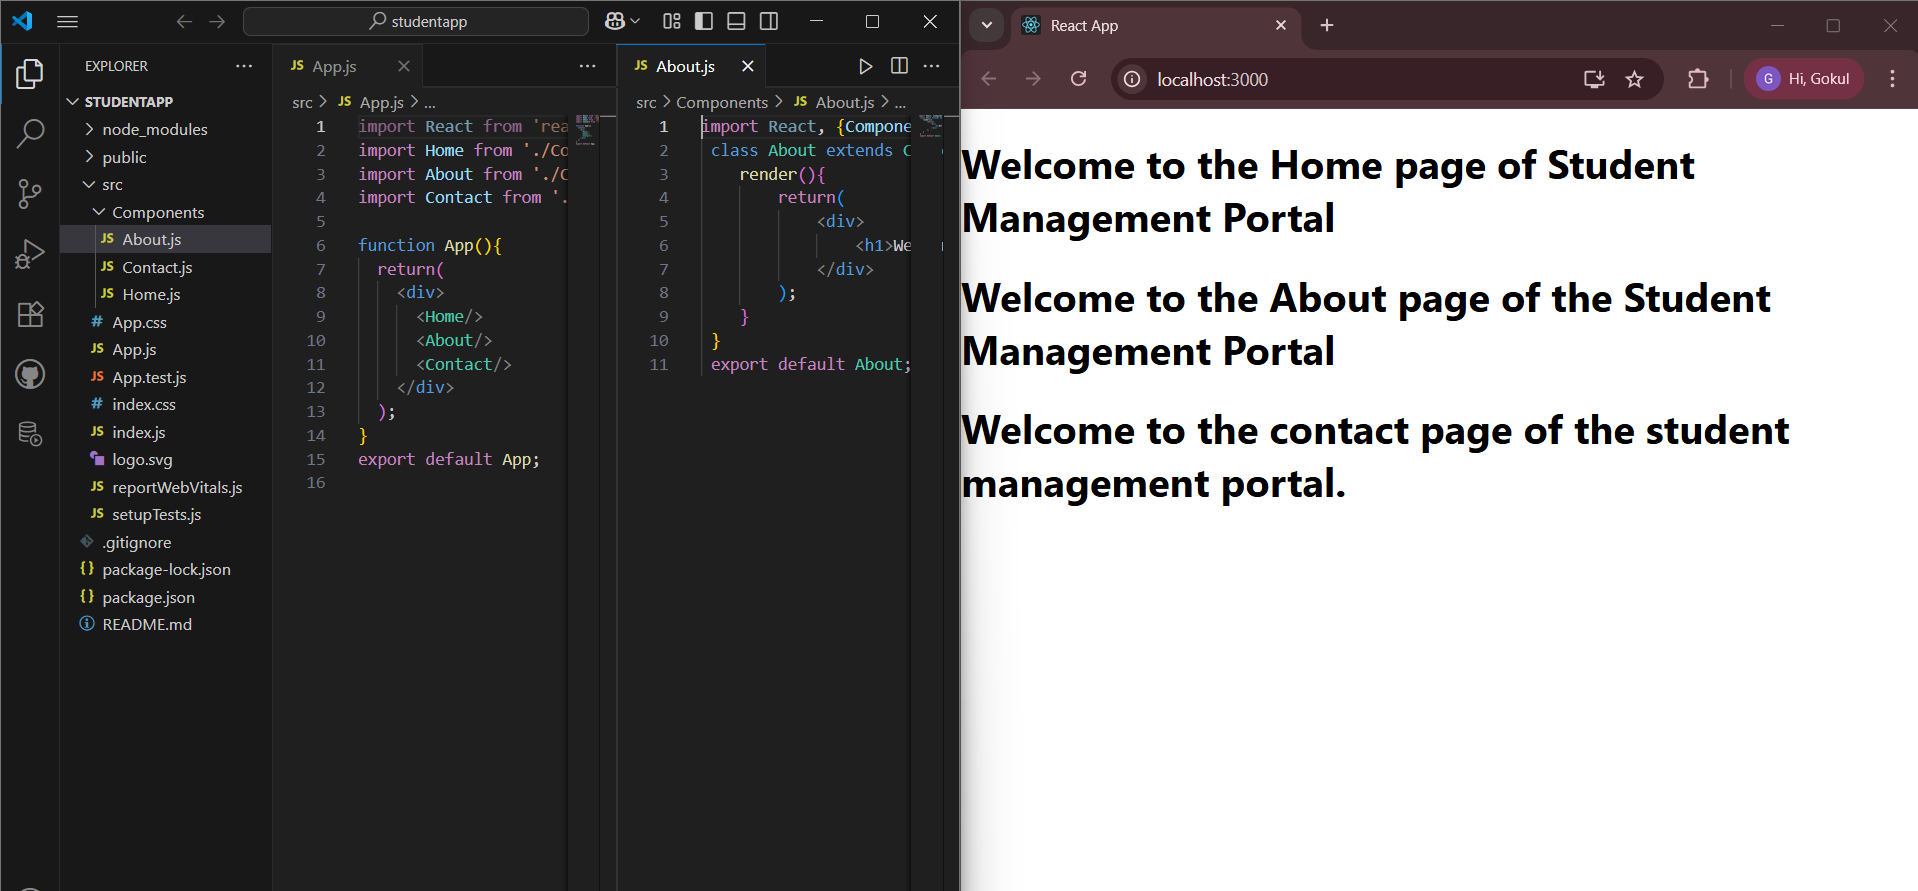 studentapp
EXPLORER
STUDENTAPP
node_modules
public
src
Components
JS About.js
JS Contact.js
JS Home.js
# App.css
JS App.js
JS App.test.js
# index.css
JS index.js
logo.svg
JS reportWebVitals.js
JS setupTests.js
.gitignore
{} package-lock.json
{} package.json
README.md
JS App.js
src > JS App.js > ...
1 import React from 'rea
2 import Home from './Co
3 import About from './C
4 import Contact from '.
5
6 function App(){
7 return(
8 <div>
9 <Home/>
10 <About/>
11 <Contact/>
12 </div>
13 );
14 }
15 export default App;
16
JS About.js
src > Components > JS About.js > ...
1 import React, {Compone
2 class About extends C
3 render(){
4 return(
5 <div>
6 <h1>We
7 </div>
8 );
9 }
10 }
11 export default About;
React App
localhost:3000
G Hi, Gokul
Welcome to the Home page of Student
Management Portal
Welcome to the About page of the Student
Management Portal
Welcome to the contact page of the student
management portal.